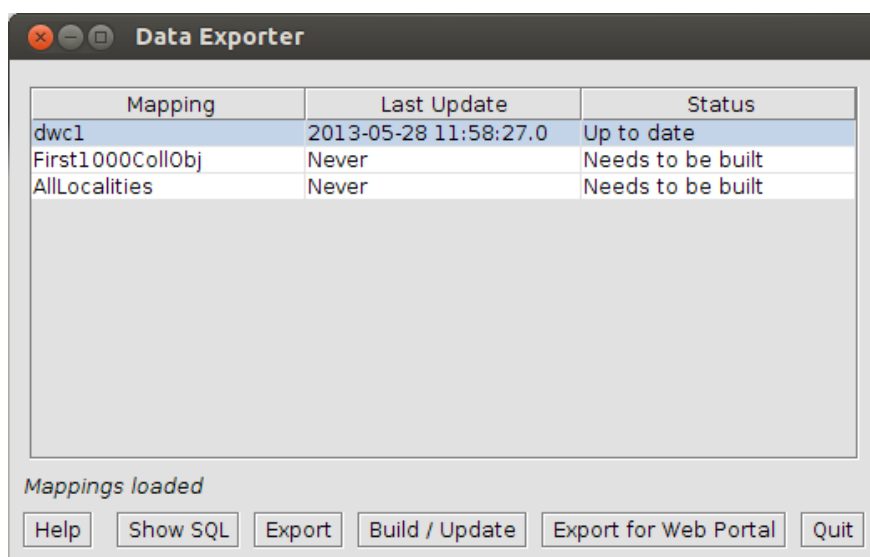 Data Exporter
Mapping Last Update Status
dwc1 2013-05-28 11:58:27.0 Up to date
First1000CollObj Never Needs to be built
AllLocalities Never Needs to be built
Mappings loaded
Help Show SQL Export Build / Update Export for Web Portal Quit